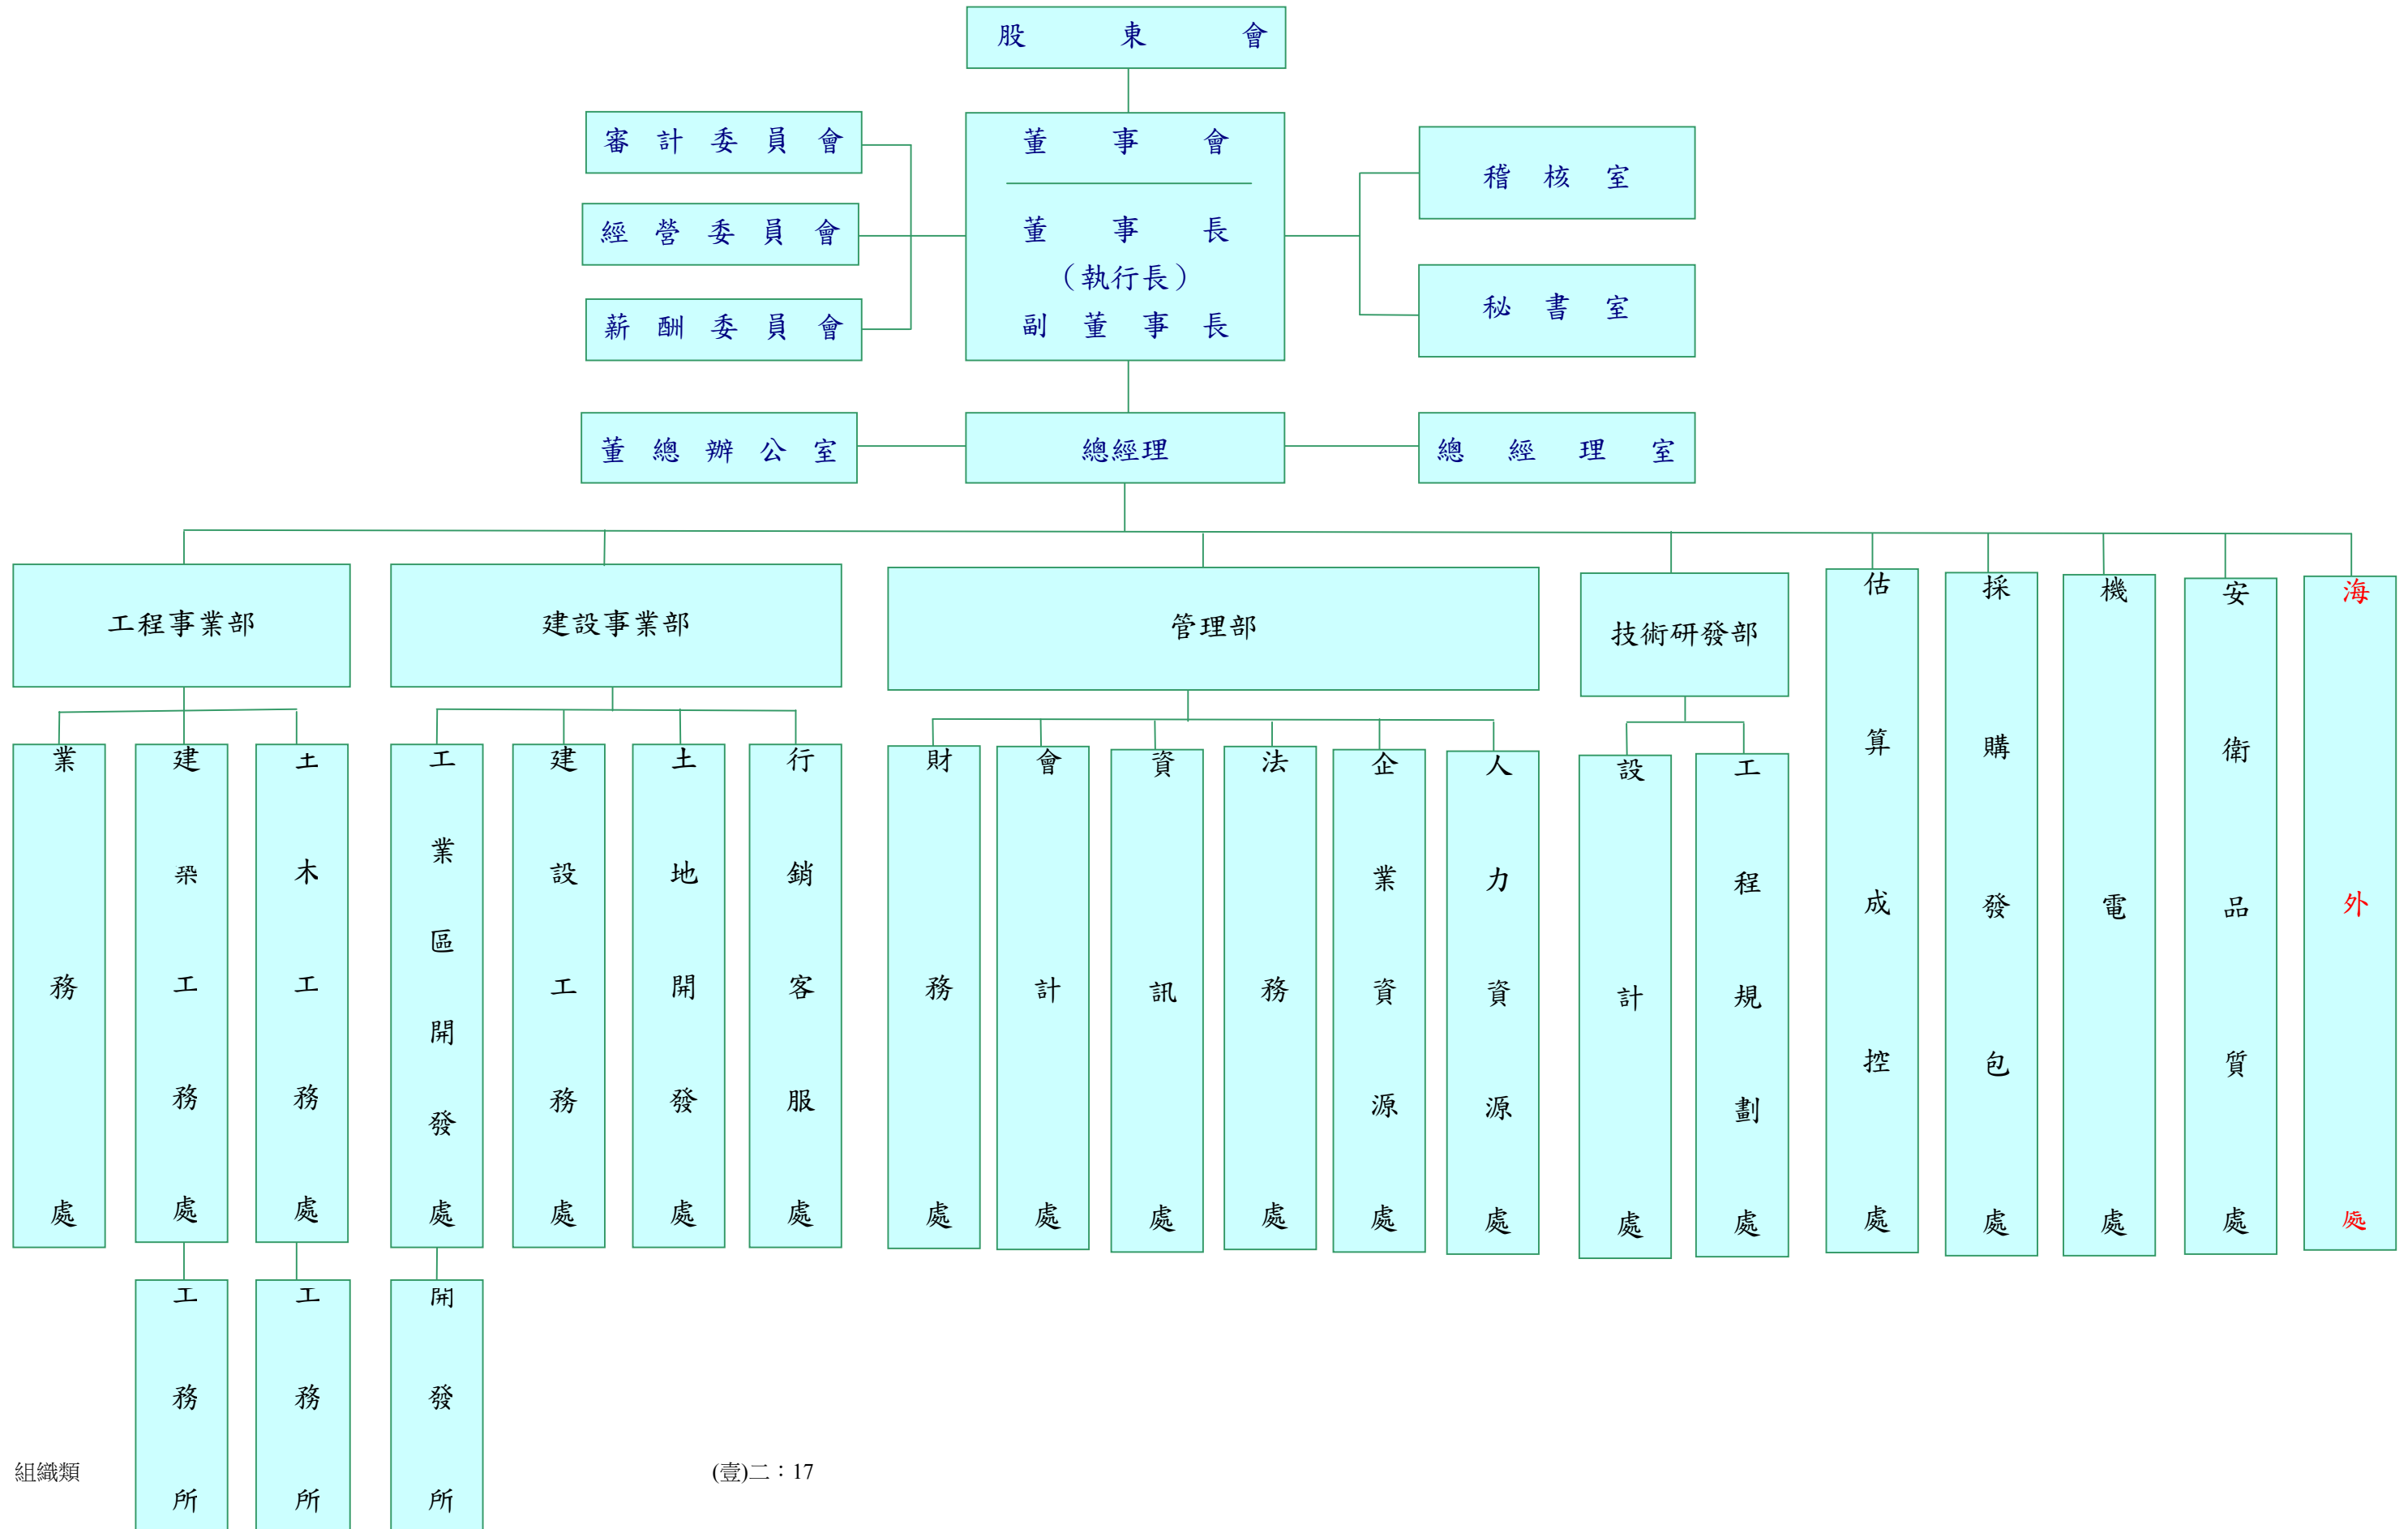 股東會
審計委員會
經營委員會
薪酬委員會
董事會
董事長
（執行長）
副董事長
稽核室
秘書室
董總辦公室
總經理
總經理室
工程事業部
建設事業部
管理部
技術研發部
估算成控處
採購發包處
機電處
安衛品質處
海外處
業務處
建築工務處
土木工務處
工業區開發處
建設工務處
土地開發處
行銷客服處
財務處
會計處
資訊處
法務處
企業資源處
人力資源處
設計處
工程規劃處
工務所
工務所
開發所
組織類
(壹)二：17